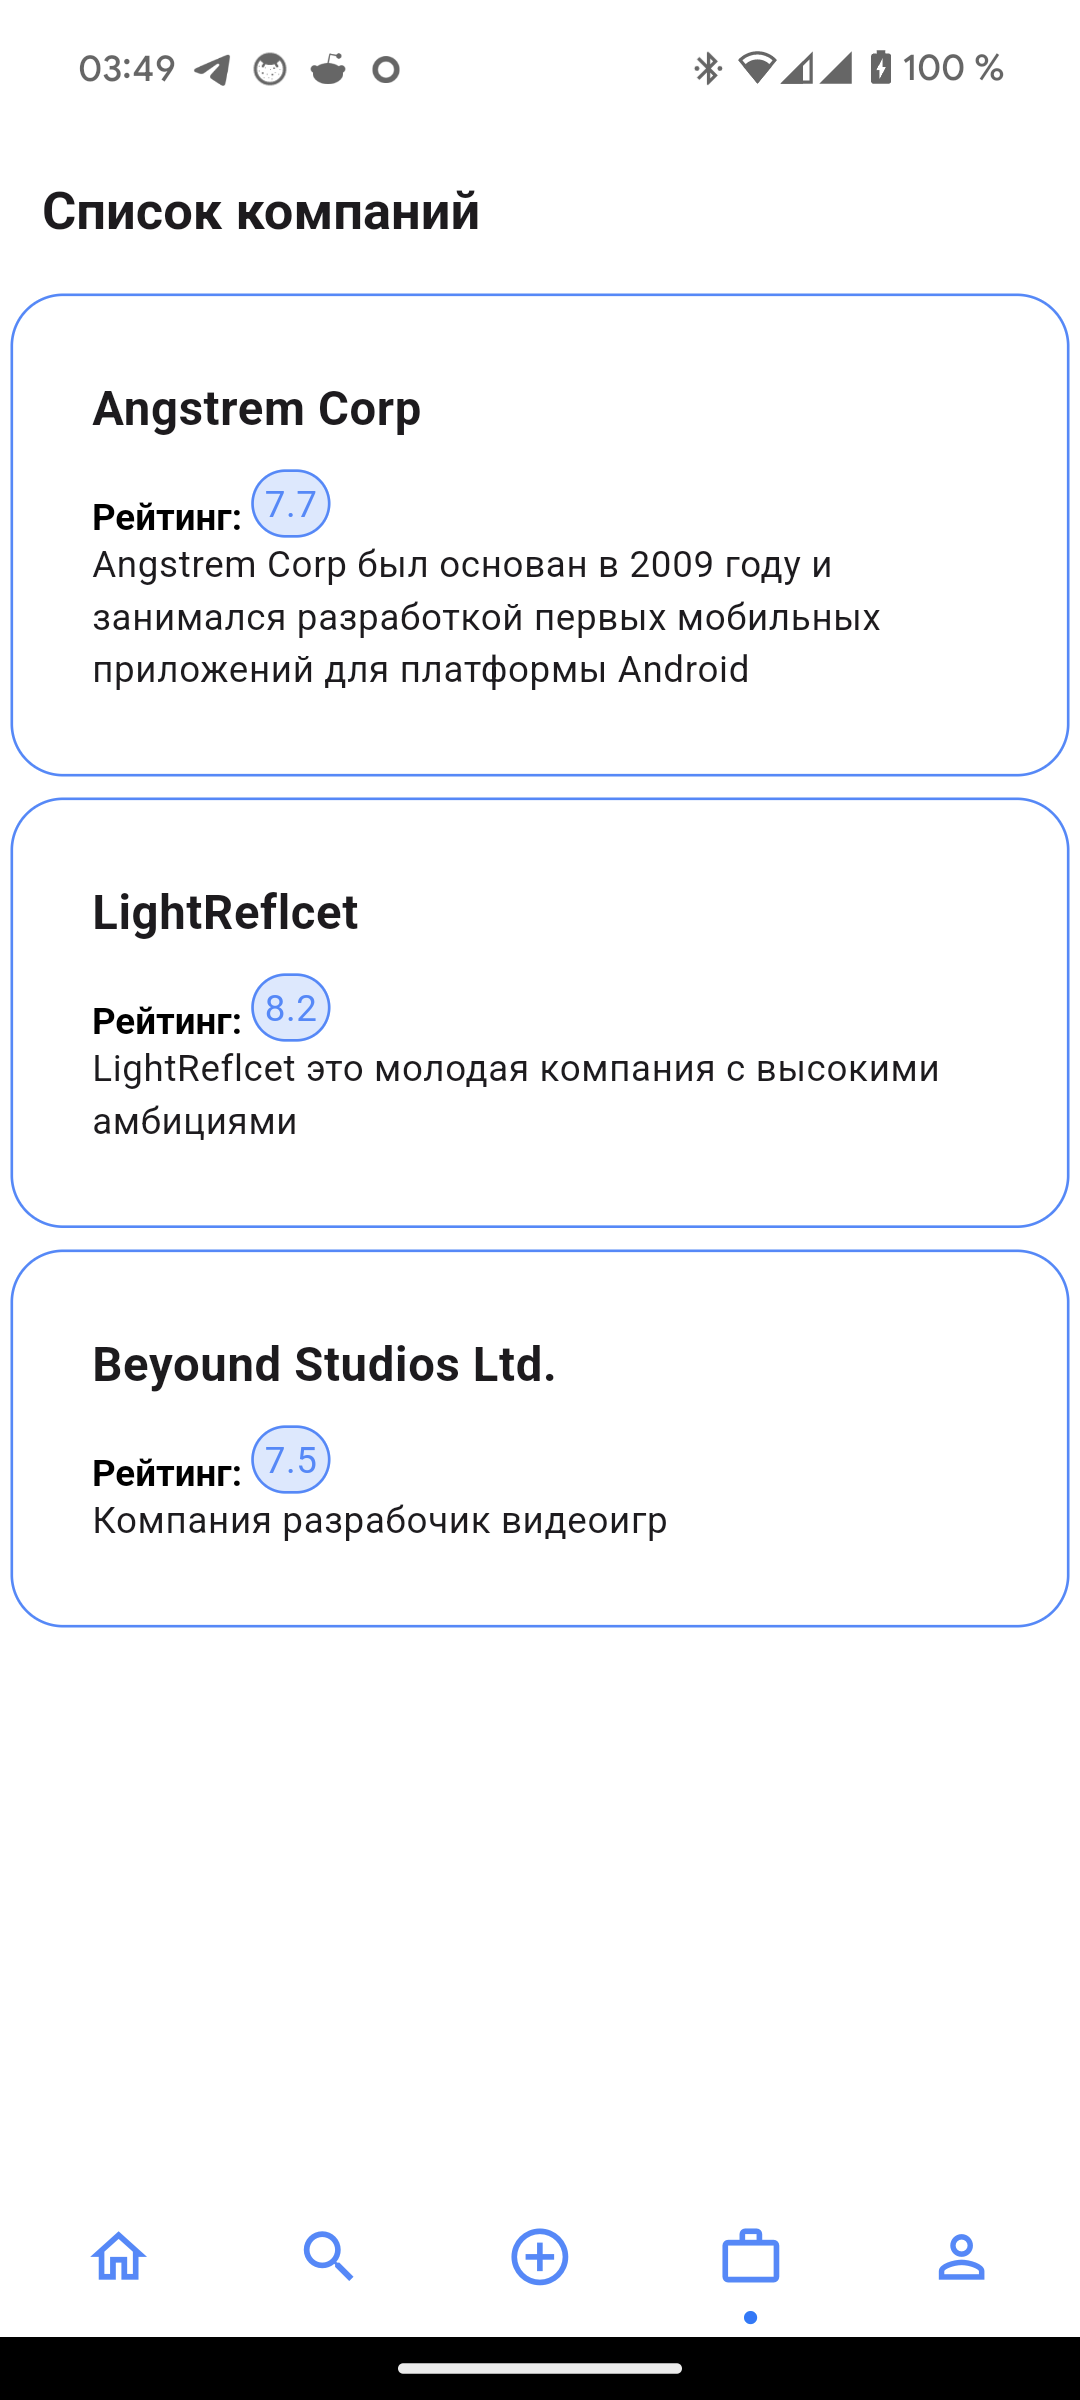 03:49
100 %
Список компаний
Angstrem Corp
Рейтинг: 7.7
Angstrem Corp был основан в 2009 году и
занимался разработкой первых мобильных
приложений для платформы Android
LightReflcet
Рейтинг: 8.2
LightReflcet это молодая компания с высокими
амбициями
Beyound Studios Ltd.
Рейтинг: 7.5
Компания разрабочик видеоигр